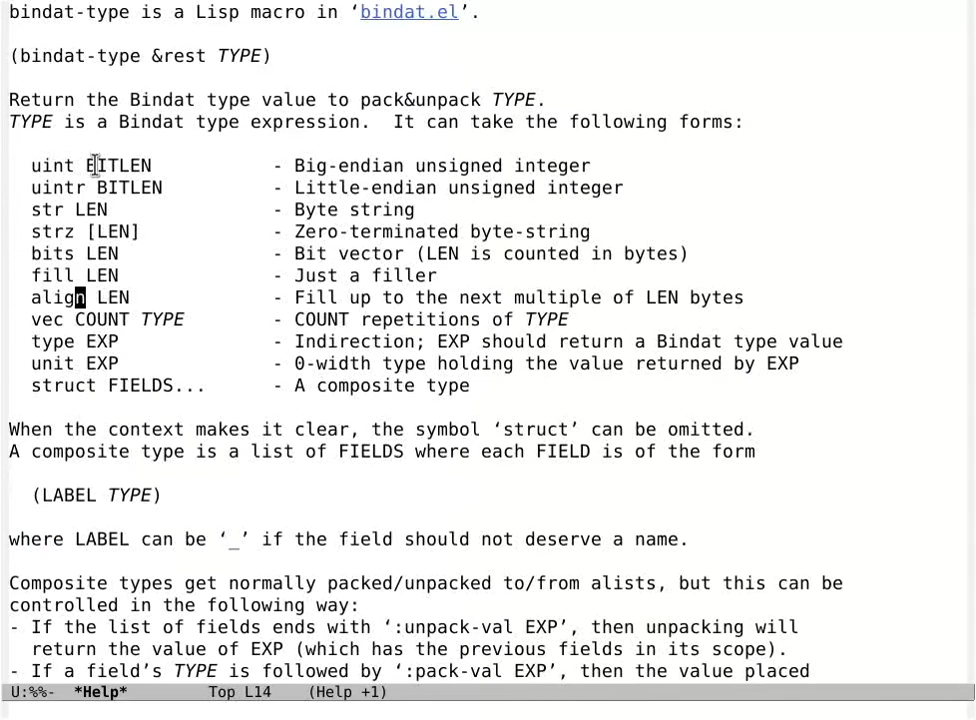 bindat-type is a Lisp macro in ‘bindat.el’.
(bindat-type &rest TYPE)
Return the Bindat type value to pack&unpack TYPE.
TYPE is a Bindat type expression.  It can take the following forms:
uint BITLEN           - Big-endian unsigned integer
uintr BITLEN          - Little-endian unsigned integer
str LEN               - Byte string
strz [LEN]            - Zero-terminated byte-string
bits LEN              - Bit vector (LEN is counted in bytes)
fill LEN              - Just a filler
align LEN             - Fill up to the next multiple of LEN bytes
vec COUNT TYPE        - COUNT repetitions of TYPE
type EXP              - Indirection; EXP should return a Bindat type value
unit EXP              - 0-width type holding the value returned by EXP
struct FIELDS...      - A composite type
When the context makes it clear, the symbol ‘struct’ can be omitted.
A composite type is a list of FIELDS where each FIELD is of the form
(LABEL TYPE)
where LABEL can be ‘_’ if the field should not deserve a name.
Composite types get normally packed/unpacked to/from alists, but this can be
controlled in the following way:
- If the list of fields ends with ‘:unpack-val EXP’, then unpacking will
return the value of EXP (which has the previous fields in its scope).
- If a field’s TYPE is followed by ‘:pack-val EXP’, then the value placed
U:%%-  *Help*        Top L14    (Help +1)